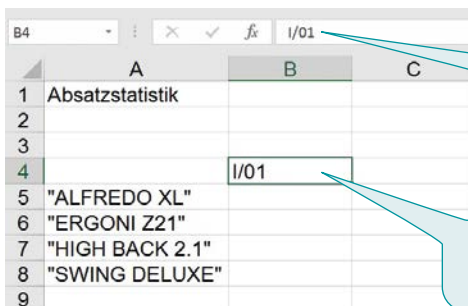 B4 fx I/01
A B C
1 Absatzstatistik
2
3
4 I/01
5 "ALFREDO XL"
6 "ERGONI Z21"
7 "HIGH BACK 2.1"
8 "SWING DELUXE"
9